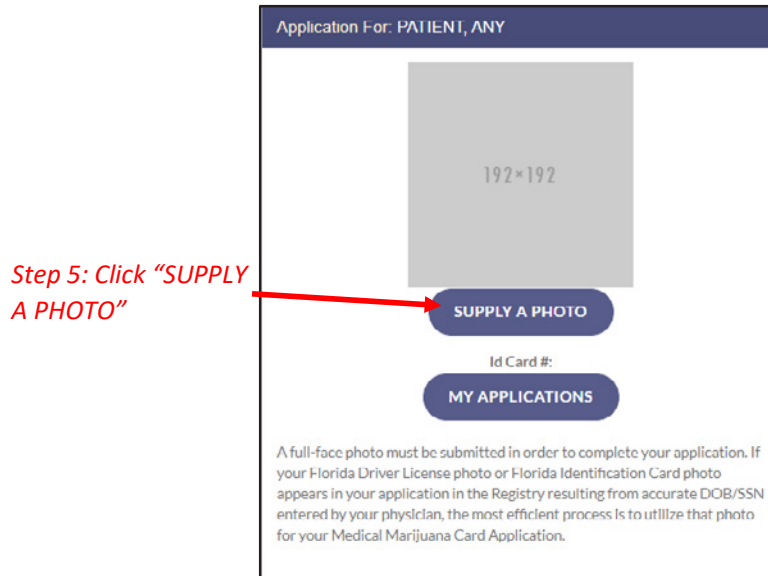 Application For: PATIENT, ANY
192×192
Step 5: Click “SUPPLY
A PHOTO”
SUPPLY A PHOTO
Id Card #:
MY APPLICATIONS
A full-face photo must be submitted in order to complete your application. If
your Florida Driver License photo or Florida Identification Card photo
appears in your application in the Registry resulting from accurate DOB/SSN
entered by your physician, the most efficient process is to utilize that photo
for your Medical Marijuana Card Application.